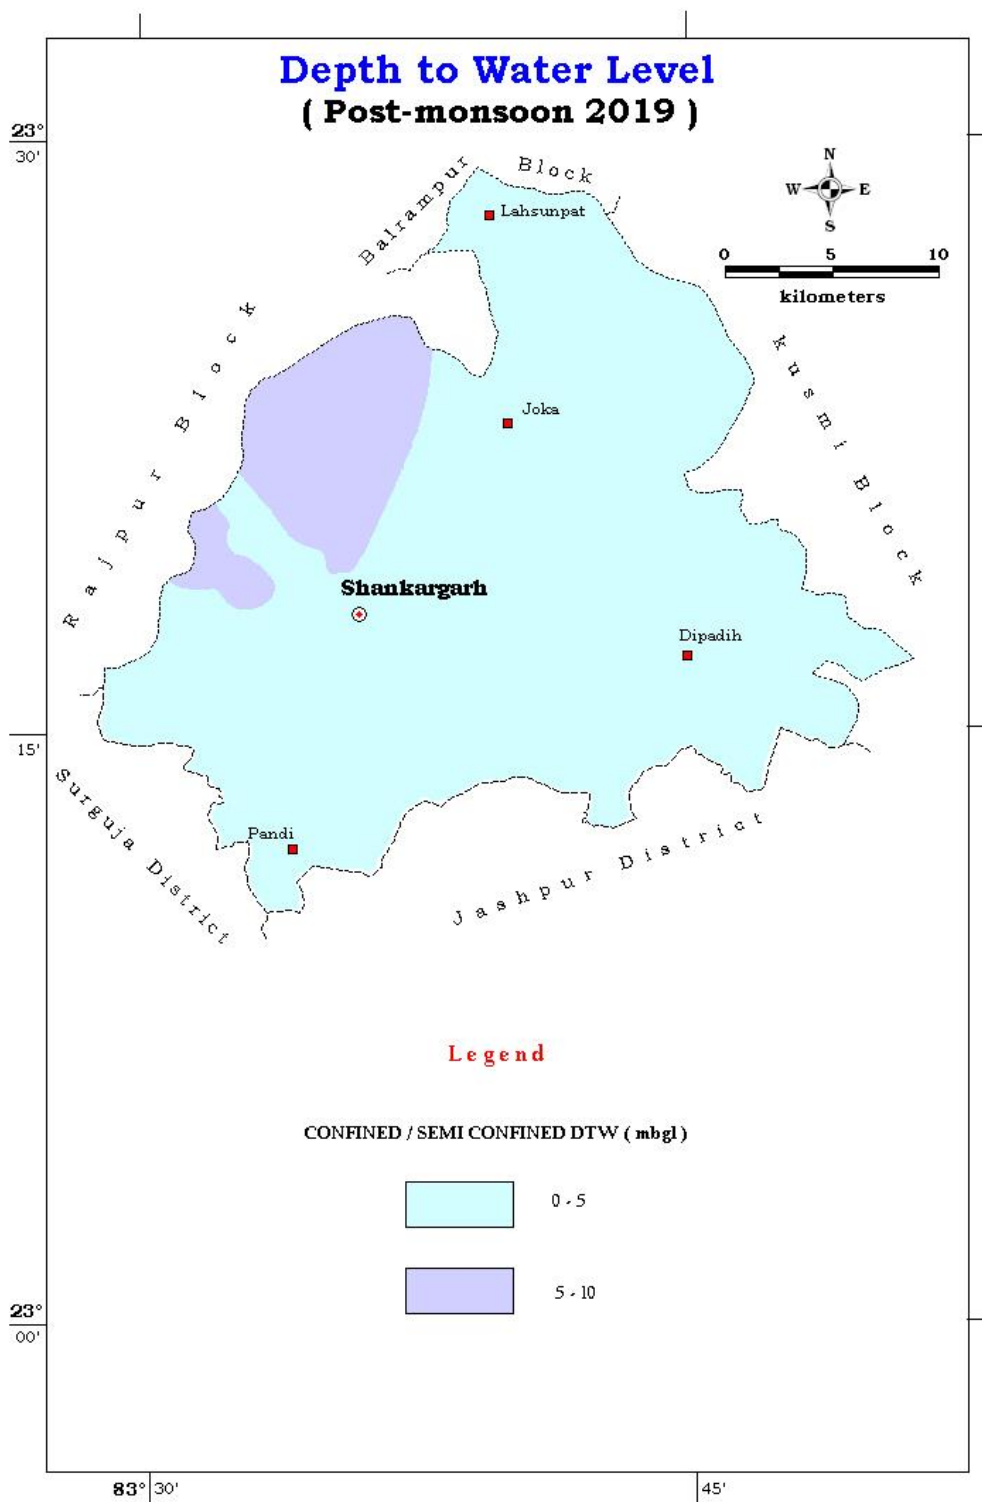 Depth to Water Level
( Post-monsoon 2019 )
23°
30'
N
W E
S
0 5 10
kilometers
Balrampur Block
Lahsunpat
Rajpur Block
kusmi Block
Joka
Shankargarh
Dipadih
15'
Surguja District
Pandi
Jashpur District
Legend
CONFINED / SEMI CONFINED DTW ( mbgl )
0 - 5
5 - 10
23°
00'
83° 30' 45'